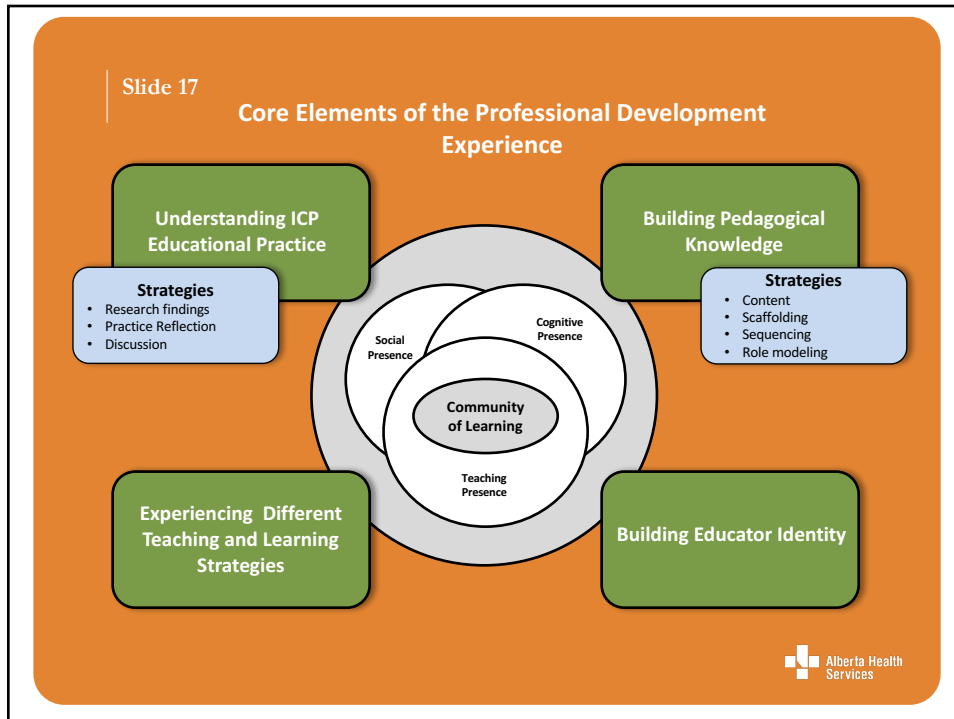 Slide 17
Core Elements of the Professional Development
Experience
Understanding ICP
Educational Practice
Strategies
• Research findings
• Practice Reflection
• Discussion
Building Pedagogical
Knowledge
Strategies
• Content
• Scaffolding
• Sequencing
• Role modeling
Social
Presence
Cognitive
Presence
Community
of Learning
Teaching
Presence
Experiencing  Different
Teaching and Learning
Strategies
Building Educator Identity
Alberta Health
Services